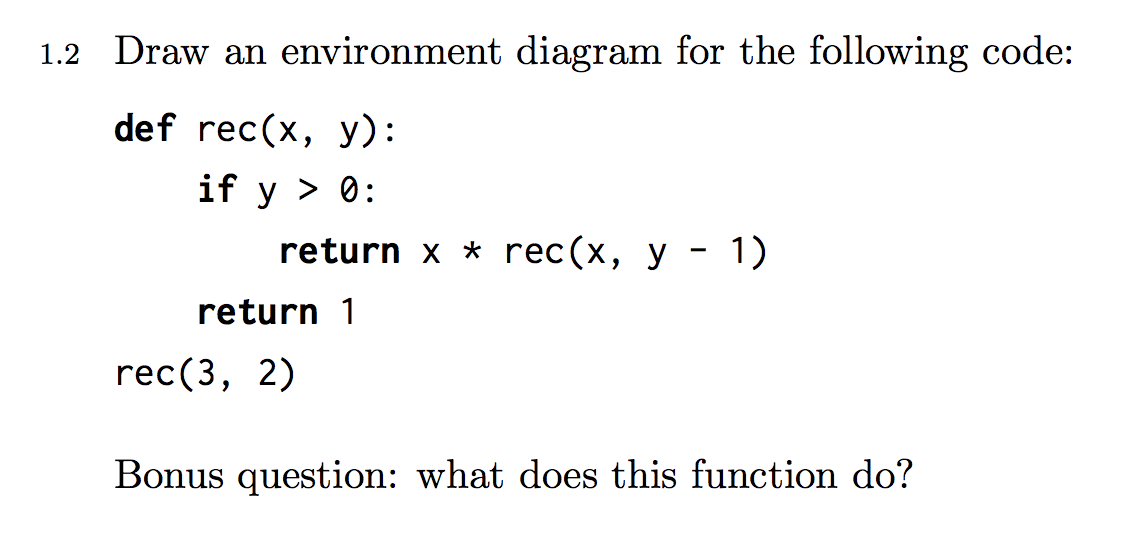 1.2 Draw an environment diagram for the following code:
def rec(x, y):
    if y > 0:
        return x * rec(x, y - 1)
    return 1
rec(3, 2)
Bonus question: what does this function do?